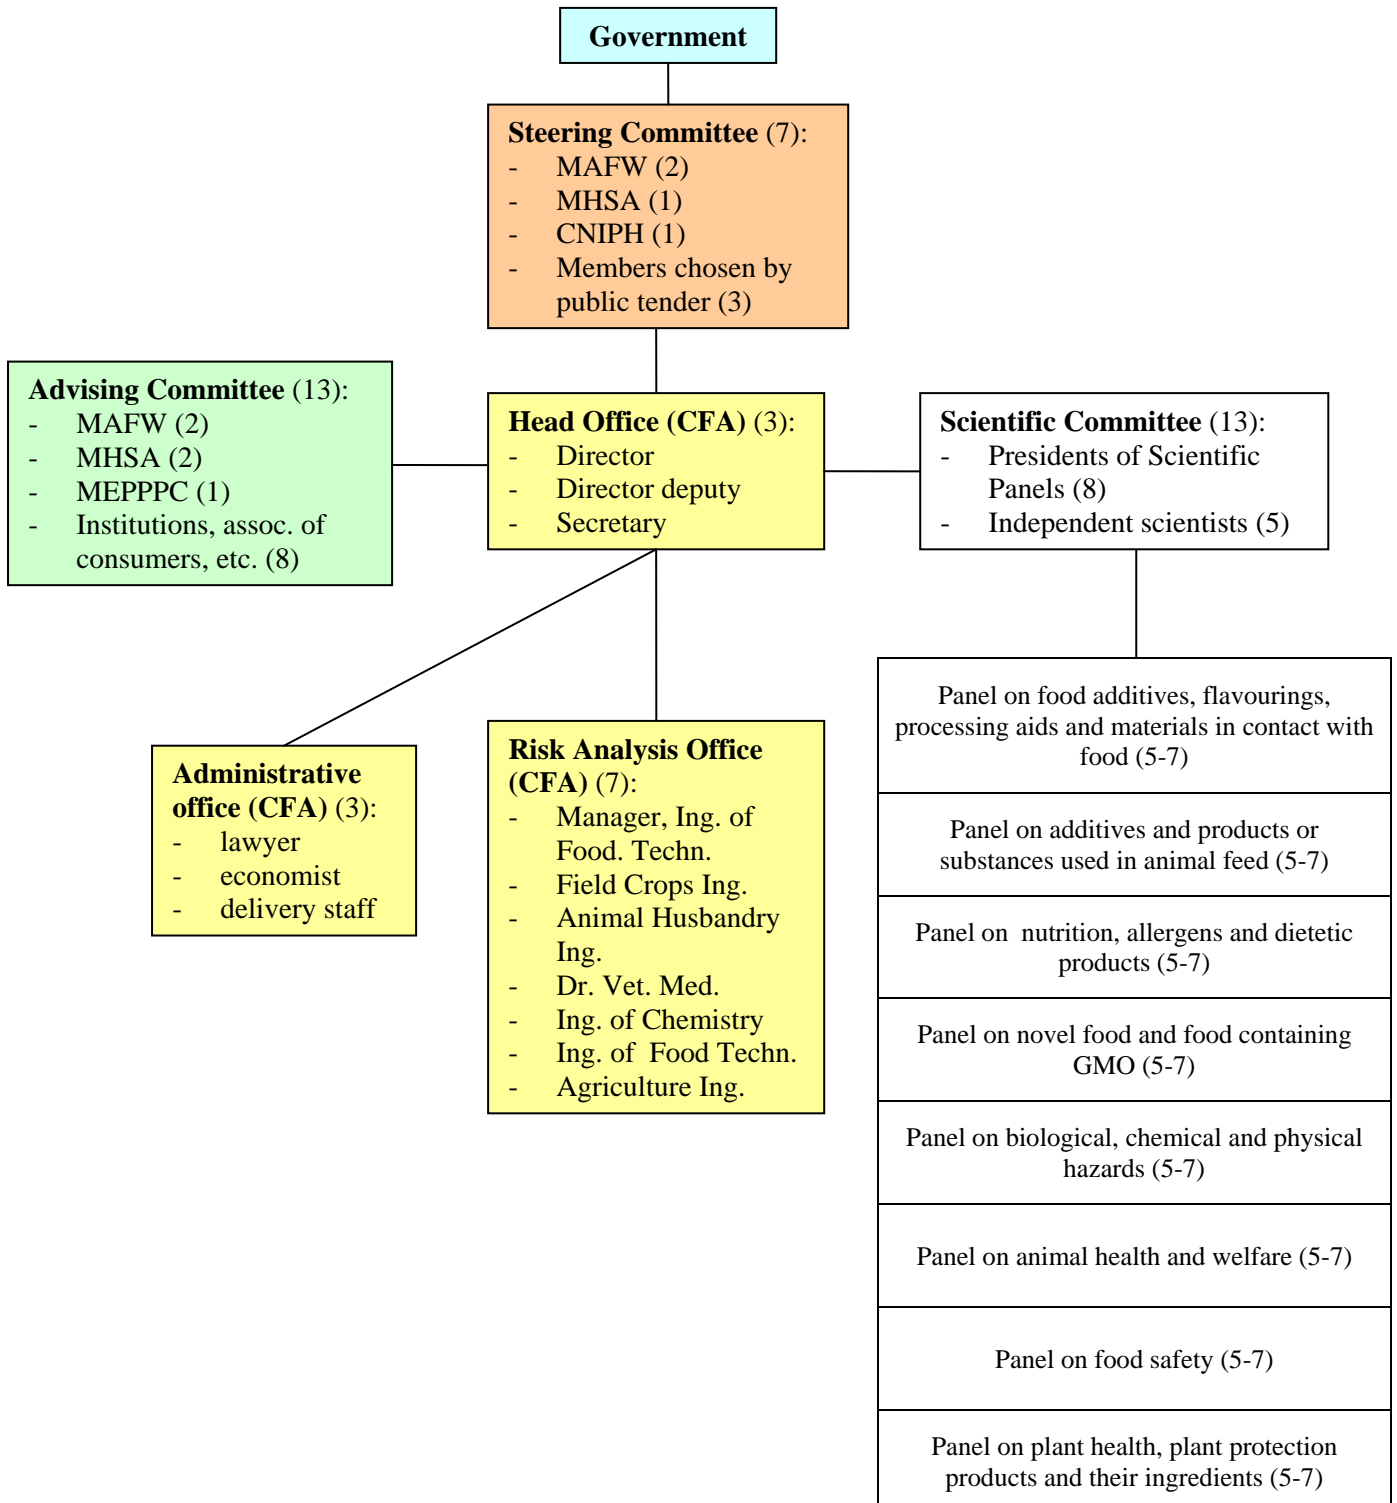 Government
Steering Committee (7):
- MAFW (2)
- MHSA (1)
- CNIPH (1)
- Members chosen by
public tender (3)
Advising Committee (13):
- MAFW (2)
- MHSA (2)
- MEPPPC (1)
- Institutions, assoc. of
consumers, etc. (8)
Head Office (CFA) (3):
- Director
- Director deputy
- Secretary
Scientific Committee (13):
- Presidents of Scientific
Panels (8)
- Independent scientists (5)
Administrative
office (CFA) (3):
- lawyer
- economist
- delivery staff
Risk Analysis Office
(CFA) (7):
- Manager, Ing. of
Food. Techn.
- Field Crops Ing.
- Animal Husbandry
Ing.
- Dr. Vet. Med.
- Ing. of Chemistry
- Ing. of  Food Techn.
- Agriculture Ing.
Panel on food additives, flavourings,
processing aids and materials in contact with
food (5-7)
Panel on additives and products or
substances used in animal feed (5-7)
Panel on  nutrition, allergens and dietetic
products (5-7)
Panel on novel food and food containing
GMO (5-7)
Panel on biological, chemical and physical
hazards (5-7)
Panel on animal health and welfare (5-7)
Panel on food safety (5-7)
Panel on plant health, plant protection
products and their ingredients (5-7)